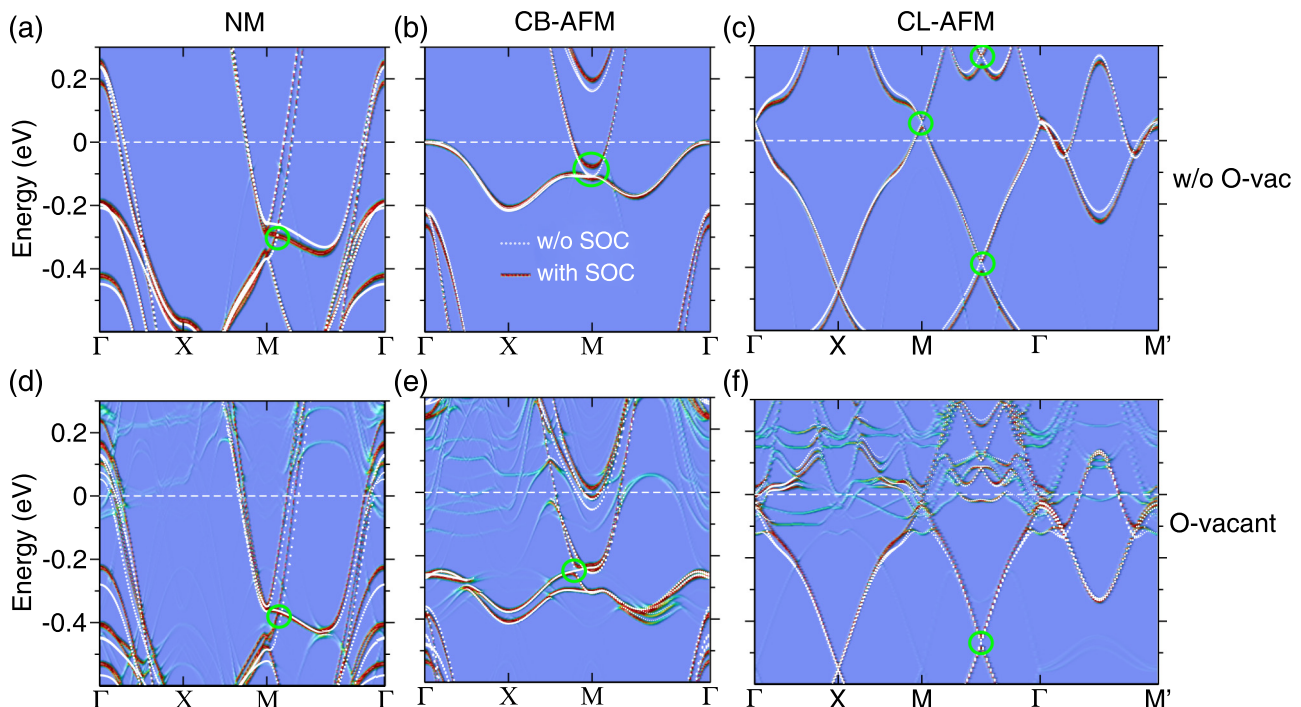 NM
CB-AFM
CL-AFM
(a)
(b)
(c)
Energy (eV)
0.2
0
-0.2
-0.4
w/o SOC
with SOC
w/o O-vac
Γ X M Γ
Γ X M Γ
Γ X M Γ M'
(d)
(e)
(f)
Energy (eV)
0.2
0
-0.2
-0.4
O-vacant
Γ X M Γ
Γ X M Γ
Γ X M Γ M'